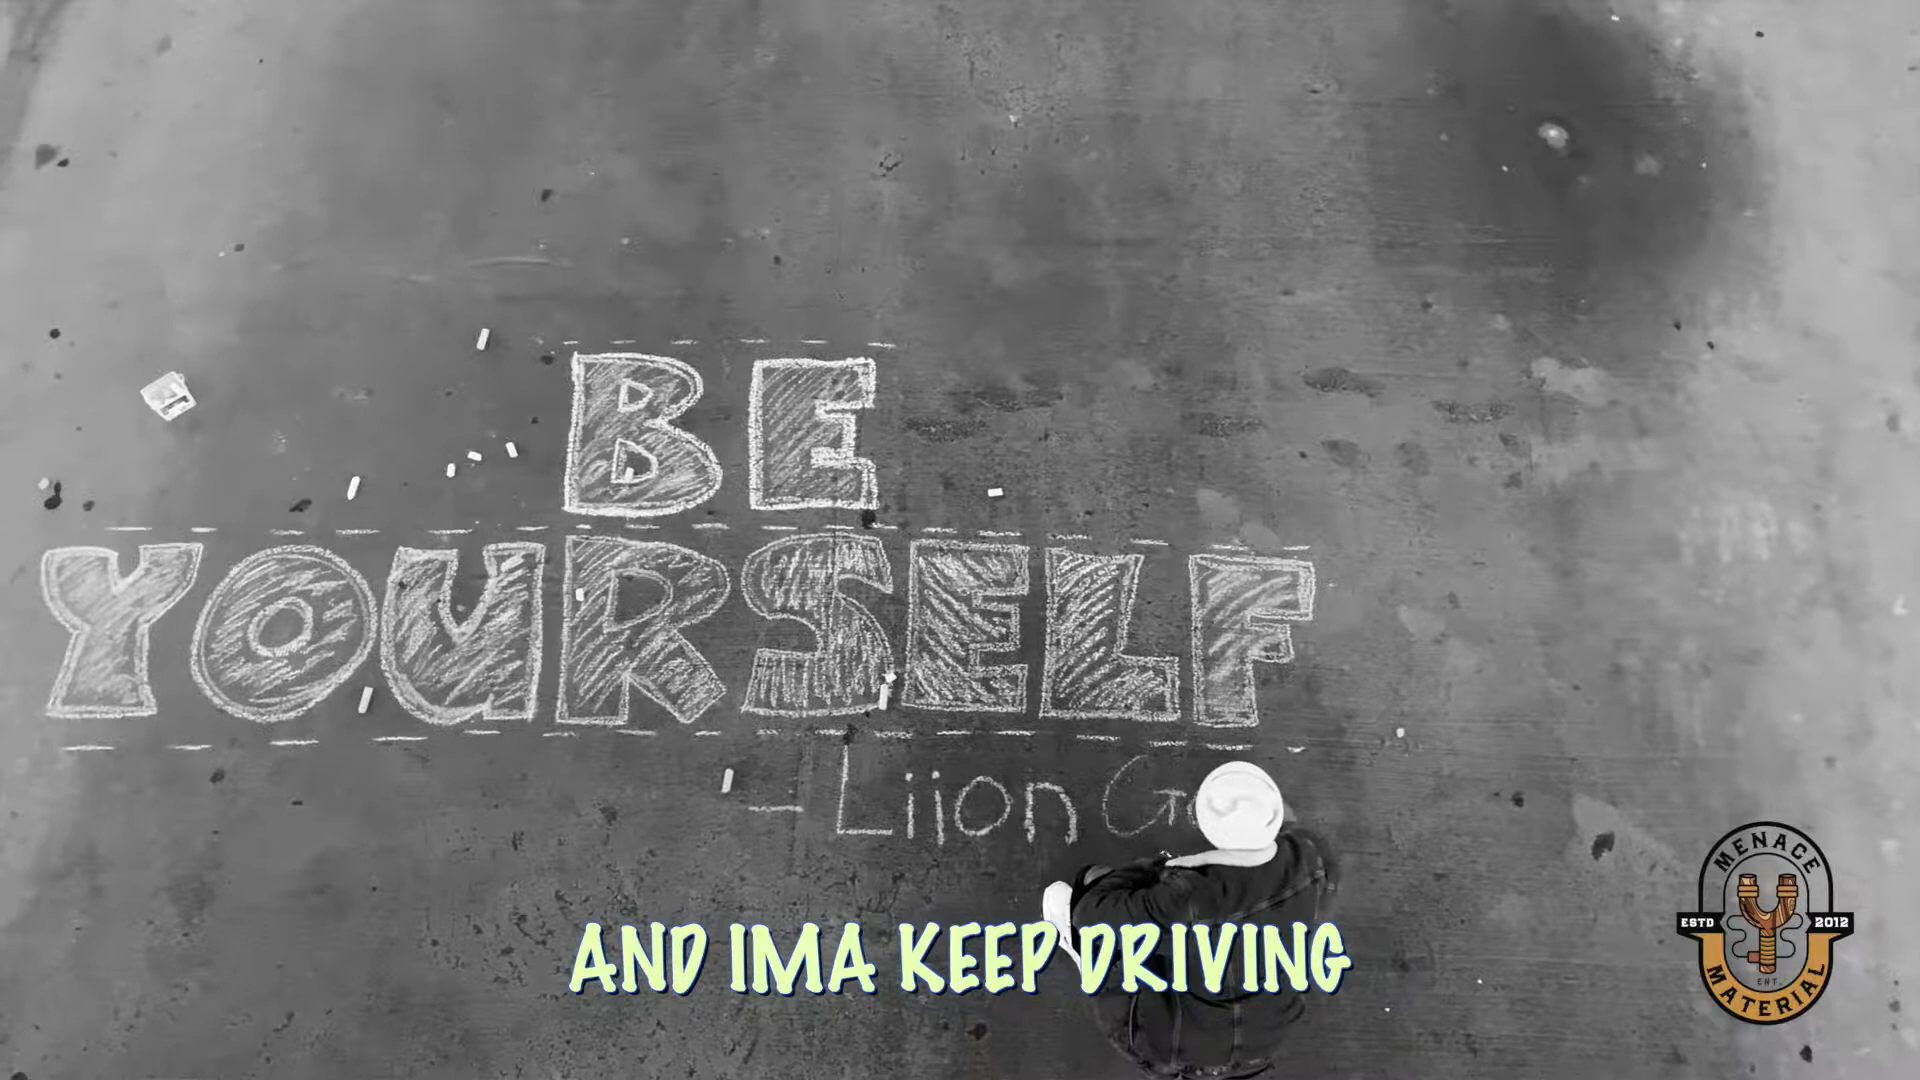 BE
YOURSELF
- Liion
AND IMA KEEP DRIVING
MENACE
ESTD 2012
ENT.
MATERIAL